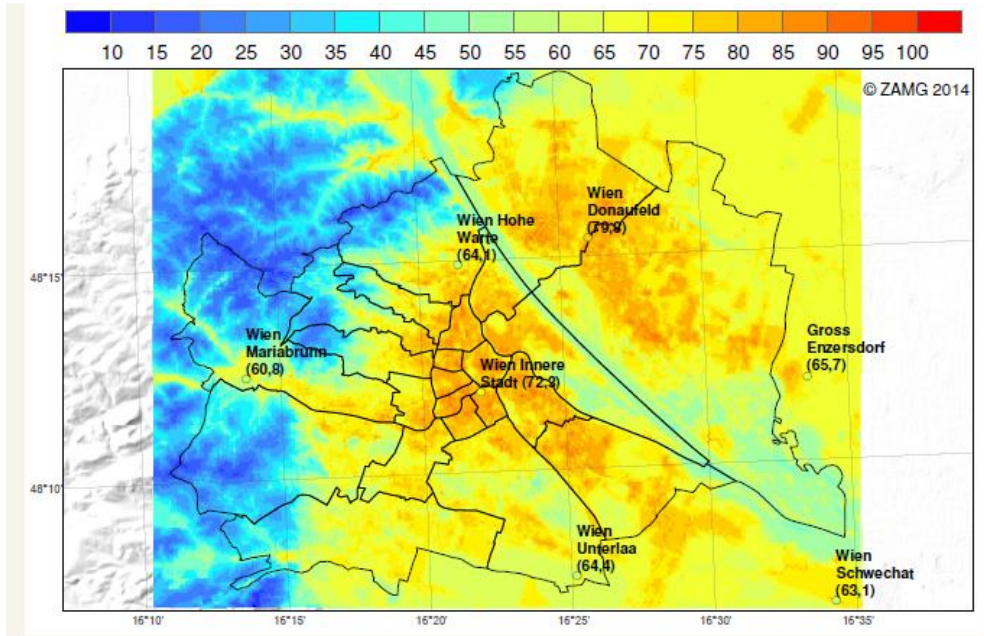 10 15 20 25 30 35 40 45 50 55 60 65 70 75 80 85 90 95 100
© ZAMG 2014
Wien
Donaufeld
(79,9)
Wien Hohe
Warte
(64,1)
48°15'
Wien
Mariabrunn
(60,8)
Gross
Enzersdorf
(65,7)
Wien Innere
Stadt (72,3)
48°10'
Wien
Unterlaa
(64,4)
Wien
Schwechat
(63,1)
16°10' 16°15' 16°20' 16°25' 16°30' 16°35'